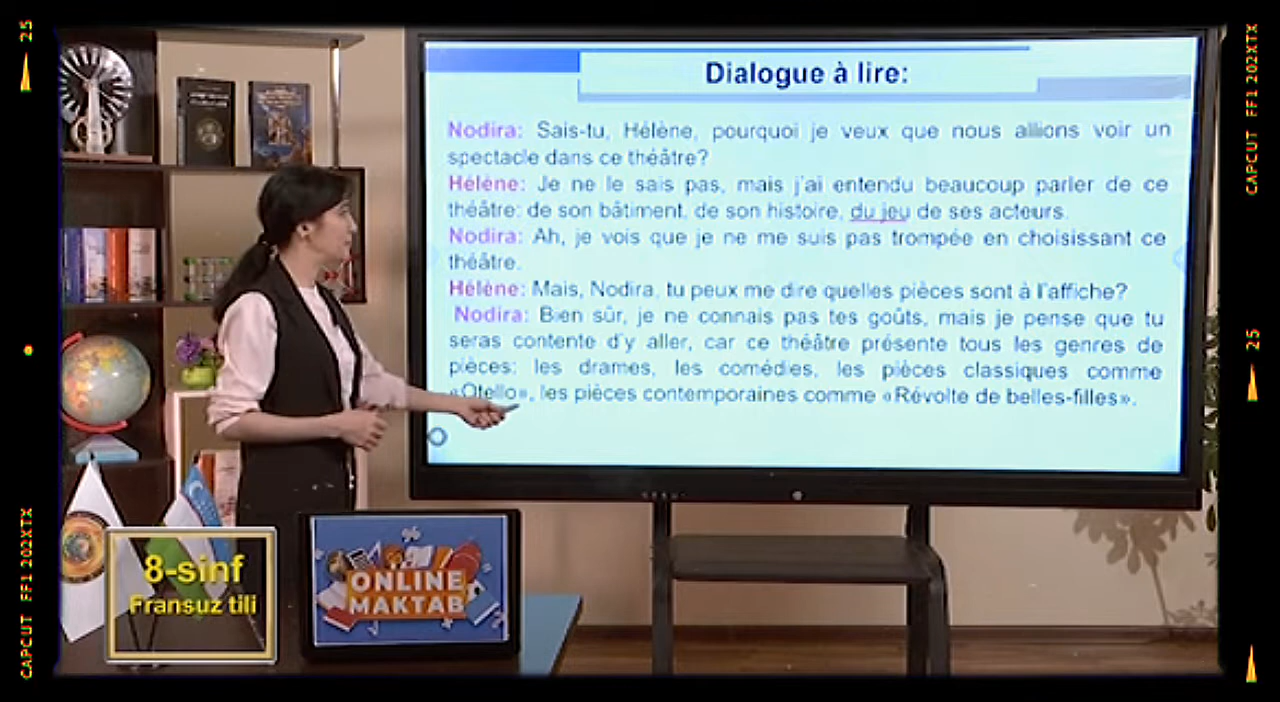 Dialogue à lire:
Nodira: Sais-tu, Hélène, pourquoi je veux que nous allions voir un
spectacle dans ce théâtre?
Hélène: Je ne le sais pas, mais j'ai entendu beaucoup parler de ce
théâtre: de son bâtiment, de son histoire, du jeu de ses acteurs.
Nodira: Ah, je vois que je ne me suis pas trompée en choisissant ce
théâtre.
Hélène: Mais, Nodira, tu peux me dire quelles pièces sont à l'affiche?
Nodira: Bien sûr, je ne connais pas tes goûts, mais je pense que tu
seras contente d'y aller, car ce théâtre présente tous les genres de
pièces: les drames, les comédies, les pièces classiques comme
«Otello», les pièces contemporaines comme «Révolte de belles-filles».
8-sinf
Fransuz tili
ONLINE
MAKTAB
25
CAPCUT FF1 202XTX
CAPCUT FF1 202XTX
25